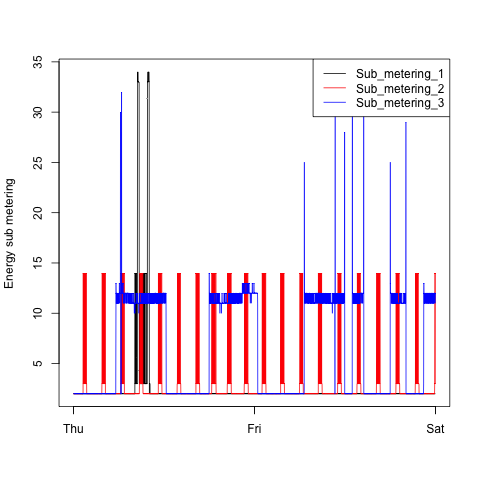 Sub_metering_1
Sub_metering_2
Sub_metering_3
Energy sub metering
35
30
25
20
15
10
5
Thu
Fri
Sat